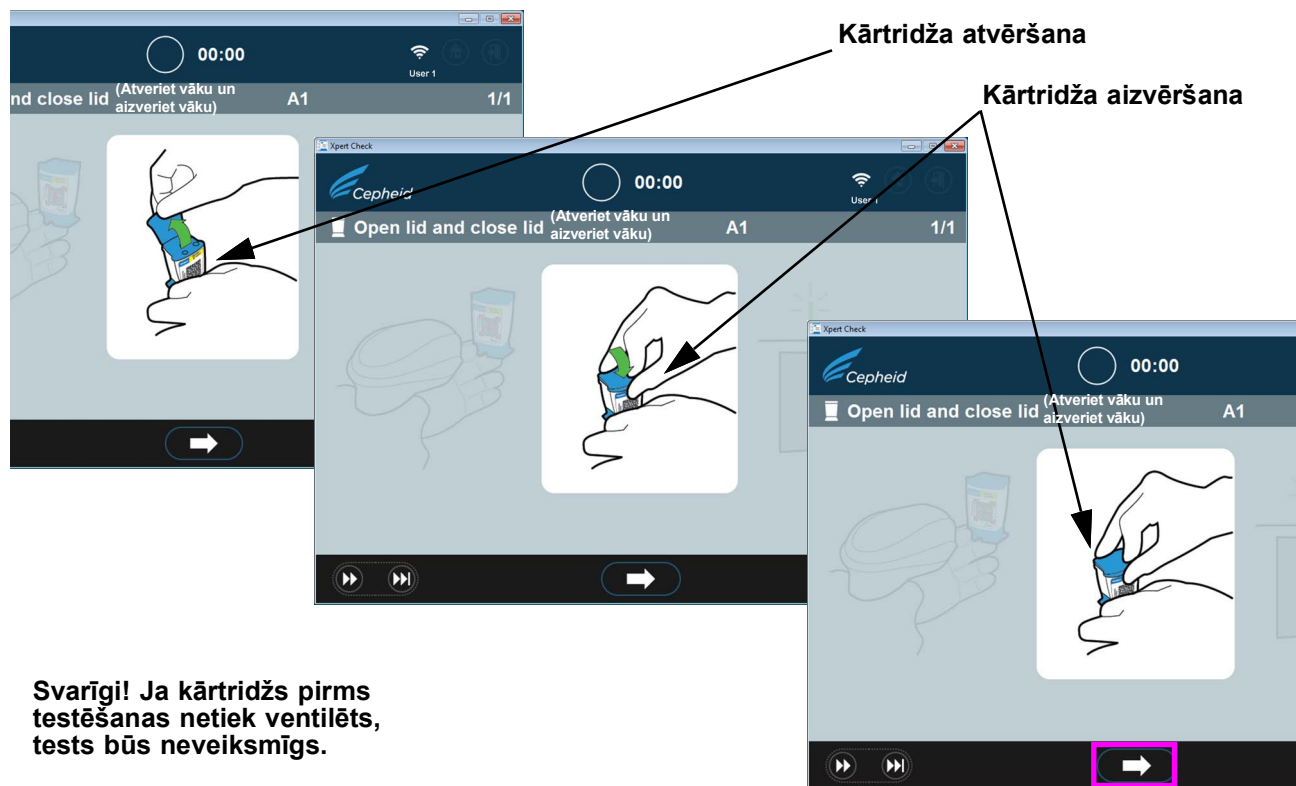 Kārtridža atvēršana
Kārtridža aizvēršana
00:00
User 1
nd close lid (Atveriet vāku un
aizveriet vāku)
A1
1/1
Xpert Check
Cepheid
00:00
User 1
Open lid and close lid (Atveriet vāku un
aizveriet vāku)
A1
1/1
Xpert Check
Cepheid
00:00
Open lid and close lid (Atveriet vāku un
aizveriet vāku)
A1
Svarīgi! Ja kārtridžs pirms
testēšanas netiek ventilēts,
tests būs neveiksmīgs.